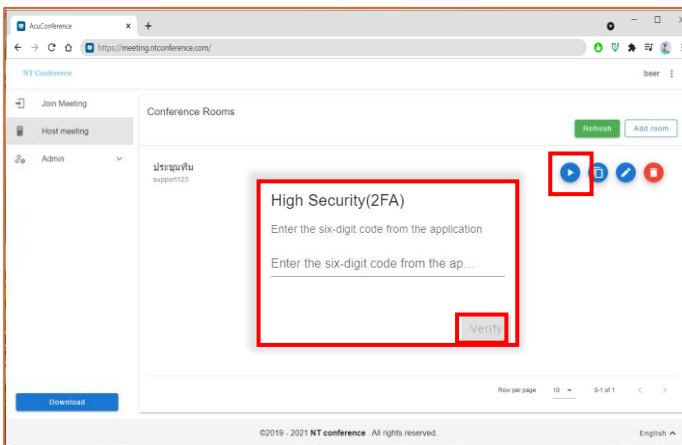 AcuConference
https://meeting.ntconference.com/
NT Conference
beer
Join Meeting
Host meeting
Admin
Conference Rooms
Refresh
Add room
ประชุมทีม
support123
High Security(2FA)
Enter the six-digit code from the application
Enter the six-digit code from the ap...
Verify
Row per page
10
0-1 of 1
Download
©2019 - 2021 NT conference All rights reserved.
English